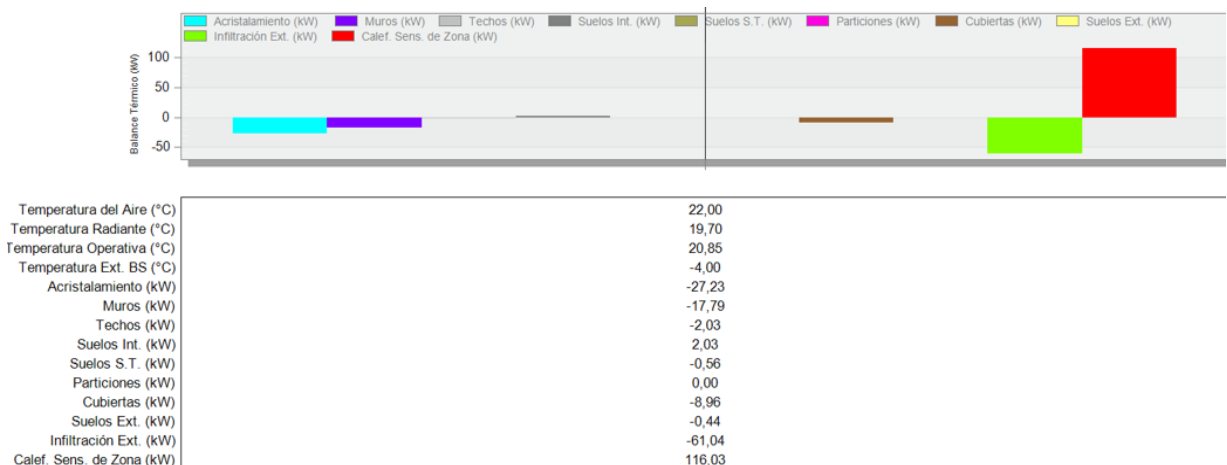 Acristalamiento (kW) Muros (kW) Techos (kW) Suelos Int. (kW) Suelos S.T. (kW) Particiones (kW) Cubiertas (kW) Suelos Ext. (kW)
Infiltración Ext. (kW) Calef. Sens. de Zona (kW)
Balance Térmico (kW)
100
50
0
-50
Temperatura del Aire (°C) 22,00
Temperatura Radiante (°C) 19,70
Temperatura Operativa (°C) 20,85
Temperatura Ext. BS (°C) -4,00
Acristalamiento (kW) -27,23
Muros (kW) -17,79
Techos (kW) -2,03
Suelos Int. (kW) 2,03
Suelos S.T. (kW) -0,56
Particiones (kW) 0,00
Cubiertas (kW) -8,96
Suelos Ext. (kW) -0,44
Infiltración Ext. (kW) -61,04
Calef. Sens. de Zona (kW) 116,03